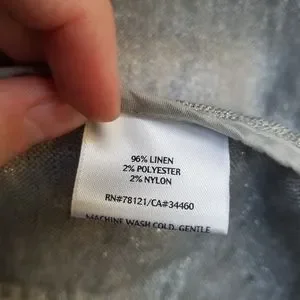 96% LINEN
2% POLYESTER
2% NYLON
RN#78121/CA#34460
MACHINE WASH COLD, GENTLE